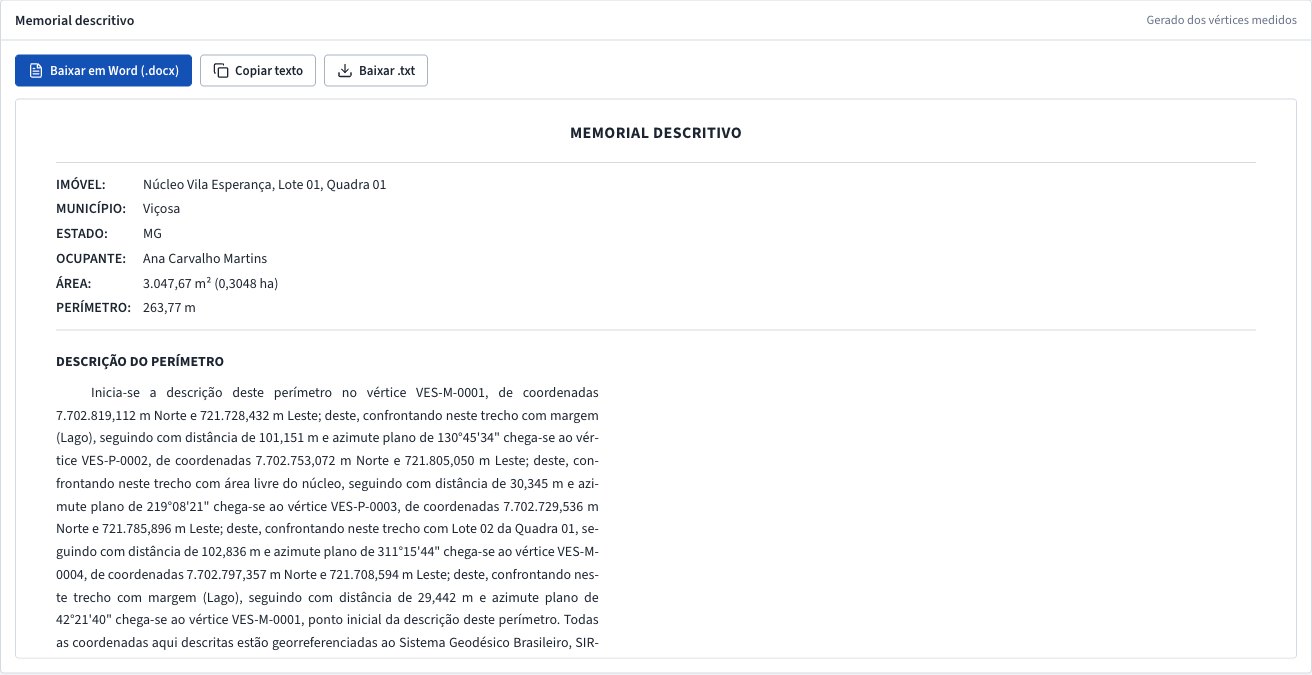 Memorial descritivo
Gerado dos vértices medidos
Baixar em Word (.docx)
Copiar texto
Baixar .txt
MEMORIAL DESCRITIVO
IMÓVEL: Núcleo Vila Esperança, Lote 01, Quadra 01
MUNICÍPIO: Viçosa
ESTADO: MG
OCUPANTE: Ana Carvalho Martins
ÁREA: 3.047,67 m² (0,3048 ha)
PERÍMETRO: 263,77 m
DESCRIÇÃO DO PERÍMETRO
Inicia-se a descrição deste perímetro no vértice VES-M-0001, de coordenadas
7.702.819,112 m Norte e 721.728,432 m Leste; deste, confrontando neste trecho com margem
(Lago), seguindo com distância de 101,151 m e azimute plano de 130°45'34" chega-se ao vér-
tice VES-P-0002, de coordenadas 7.702.753,072 m Norte e 721.805,050 m Leste; deste, con-
frontando neste trecho com área livre do núcleo, seguindo com distância de 30,345 m e azi-
mute plano de 219°08'21" chega-se ao vértice VES-P-0003, de coordenadas 7.702.729,536 m
Norte e 721.785,896 m Leste; deste, confrontando neste trecho com Lote 02 da Quadra 01, se-
guindo com distância de 102,836 m e azimute plano de 311°15'44" chega-se ao vértice VES-M-
0004, de coordenadas 7.702.797,357 m Norte e 721.708,594 m Leste; deste, confrontando nes-
te trecho com margem (Lago), seguindo com distância de 29,442 m e azimute plano de
42°21'40" chega-se ao vértice VES-M-0001, ponto inicial da descrição deste perímetro. Todas
as coordenadas aqui descritas estão georreferenciadas ao Sistema Geodésico Brasileiro, SIR-